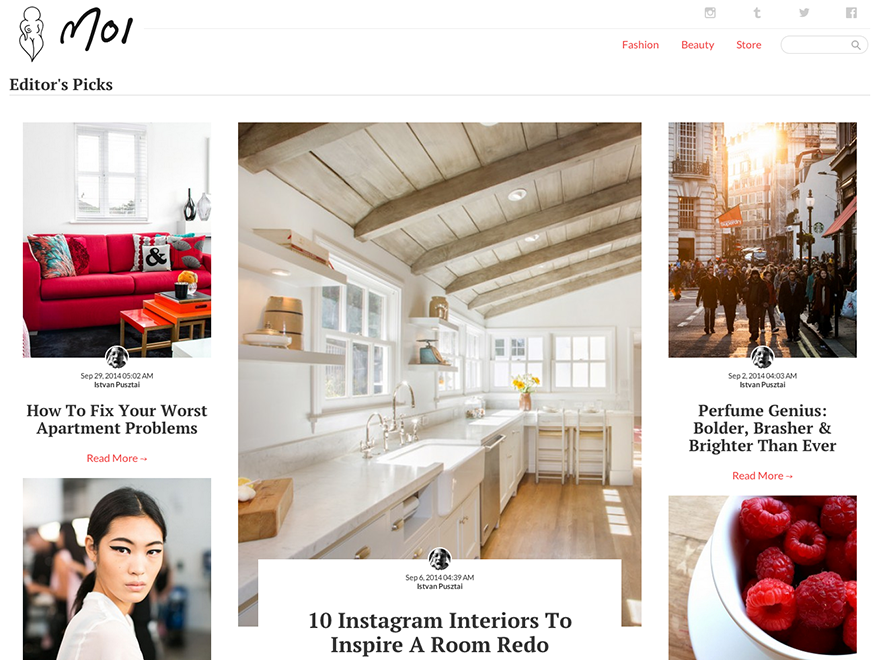 Moi
Fashion Beauty Store
Editor's Picks
&
Sep 29, 2014 05:02 AM
Istvan Pusztai
How To Fix Your Worst
Apartment Problems
Read More →
Sep 6, 2014 04:39 AM
Istvan Pusztai
10 Instagram Interiors To
Inspire A Room Redo
Sep 2, 2014 04:03 AM
Istvan Pusztai
Perfume Genius:
Bolder, Brasher &
Brighter Than Ever
Read More →